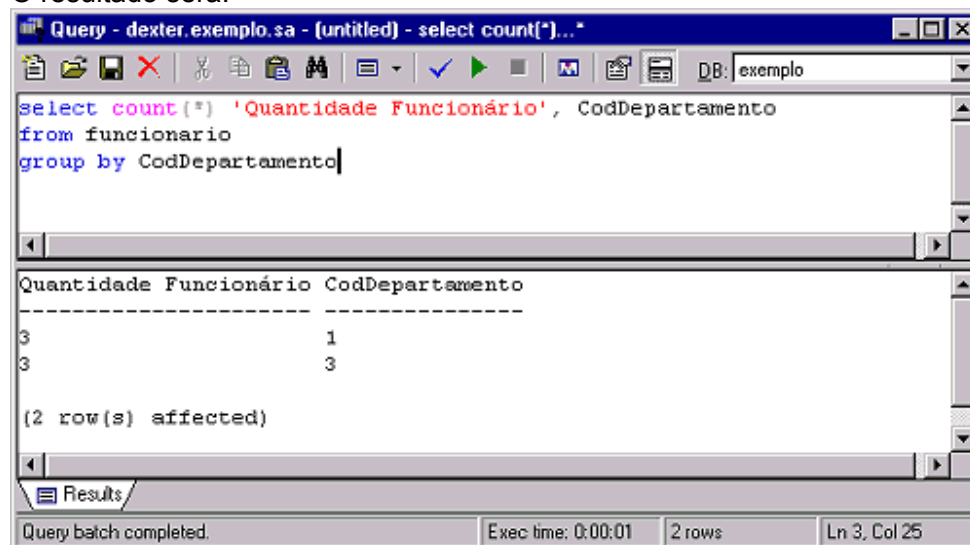 O resultado será:
Query - dexter.exemplo.sa - (untitled) - select count(*)...*
DB: exemplo
select count(*) 'Quantidade Funcionário', CodDepartamento
from funcionario
group by CodDepartamento
Quantidade Funcionário CodDepartamento
---------------------- ---------------
3 1
3 3
(2 row(s) affected)
Results
Query batch completed. Exec time: 0:00:01 2 rows Ln 3, Col 25